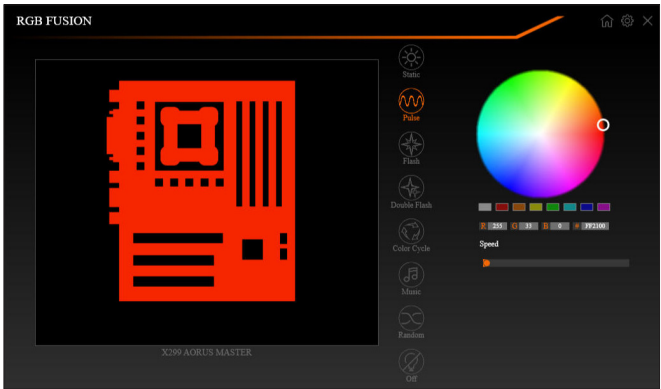 RGB FUSION
Static
Pulse
Flash
Double Flash
Color Cycle
Music
Random
Off
X299 AORUS MASTER
R 255 G 33 B 0 # FF2100
Speed